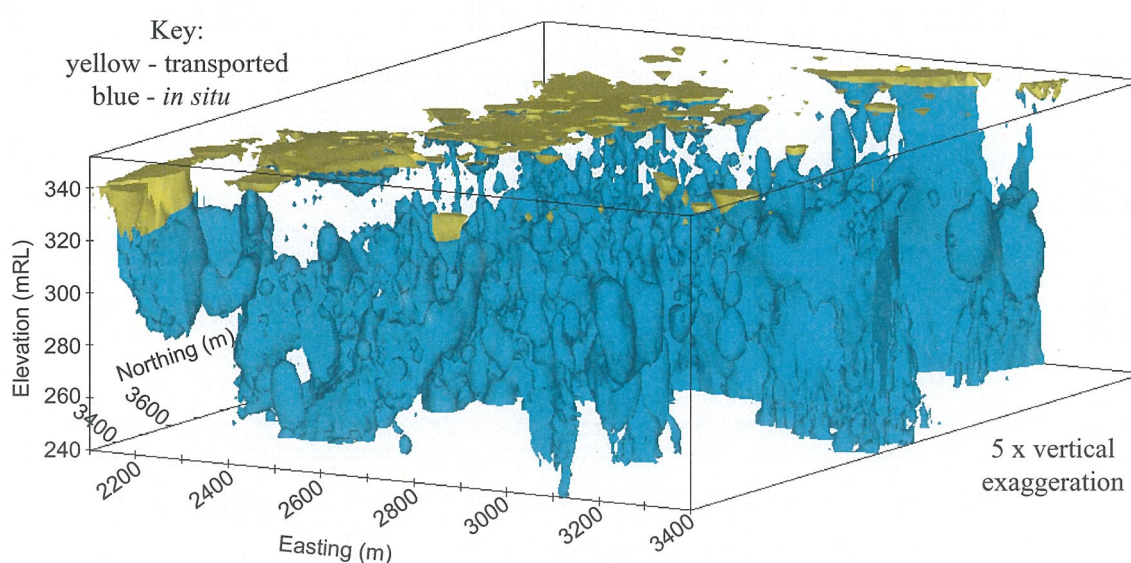 Key:
yellow - transported
blue - in situ
340
320
300
280
260
240
Elevation (mRL)
Northing (m)
3600
3400
2200
2400
2600
2800
3000
3200
3400
Easting (m)
5 x vertical
exaggeration